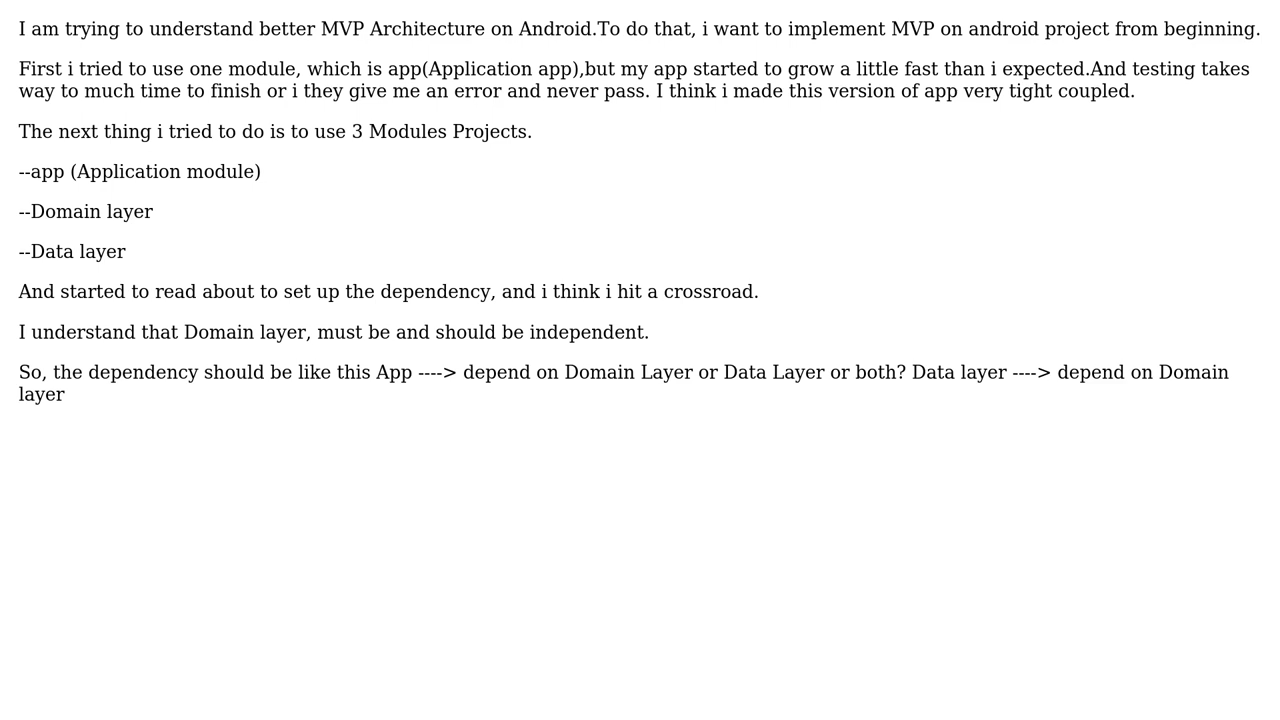 I am trying to understand better MVP Architecture on Android.To do that, i want to implement MVP on android project from beginning.
First i tried to use one module, which is app(Application app),but my app started to grow a little fast than i expected.And testing takes
way to much time to finish or i they give me an error and never pass. I think i made this version of app very tight coupled.
The next thing i tried to do is to use 3 Modules Projects.
--app (Application module)
--Domain layer
--Data layer
And started to read about to set up the dependency, and i think i hit a crossroad.
I understand that Domain layer, must be and should be independent.
So, the dependency should be like this App ----> depend on Domain Layer or Data Layer or both? Data layer ----> depend on Domain
layer